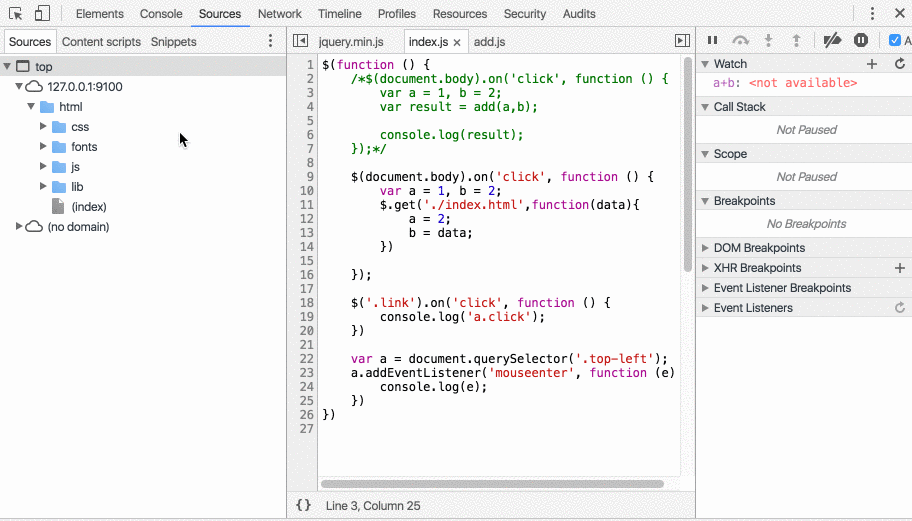 Elements Console Sources Network Timeline Profiles Resources Security Audits
Sources Content scripts Snippets
jquery.min.js index.js × add.js
top
127.0.0.1:9100
html
css
fonts
js
lib
(index)
(no domain)
1 $(function () {
2 /*$(document.body).on('click', function () {
3 var a = 1, b = 2;
4 var result = add(a,b);
5
6 console.log(result);
7 });*/
8
9 $(document.body).on('click', function () {
10 var a = 1, b = 2;
11 $.get('./index.html',function(data){
12 a = 2;
13 b = data;
14 })
15
16 });
17
18 $('.link').on('click', function () {
19 console.log('a.click');
20 })
21
22 var a = document.querySelector('.top-left');
23 a.addEventListener('mouseenter', function (e)
24 console.log(e);
25 })
26 })
27
{} Line 3, Column 25
A
Watch
a+b: <not available>
Call Stack
Not Paused
Scope
Not Paused
Breakpoints
No Breakpoints
DOM Breakpoints
XHR Breakpoints
Event Listener Breakpoints
Event Listeners